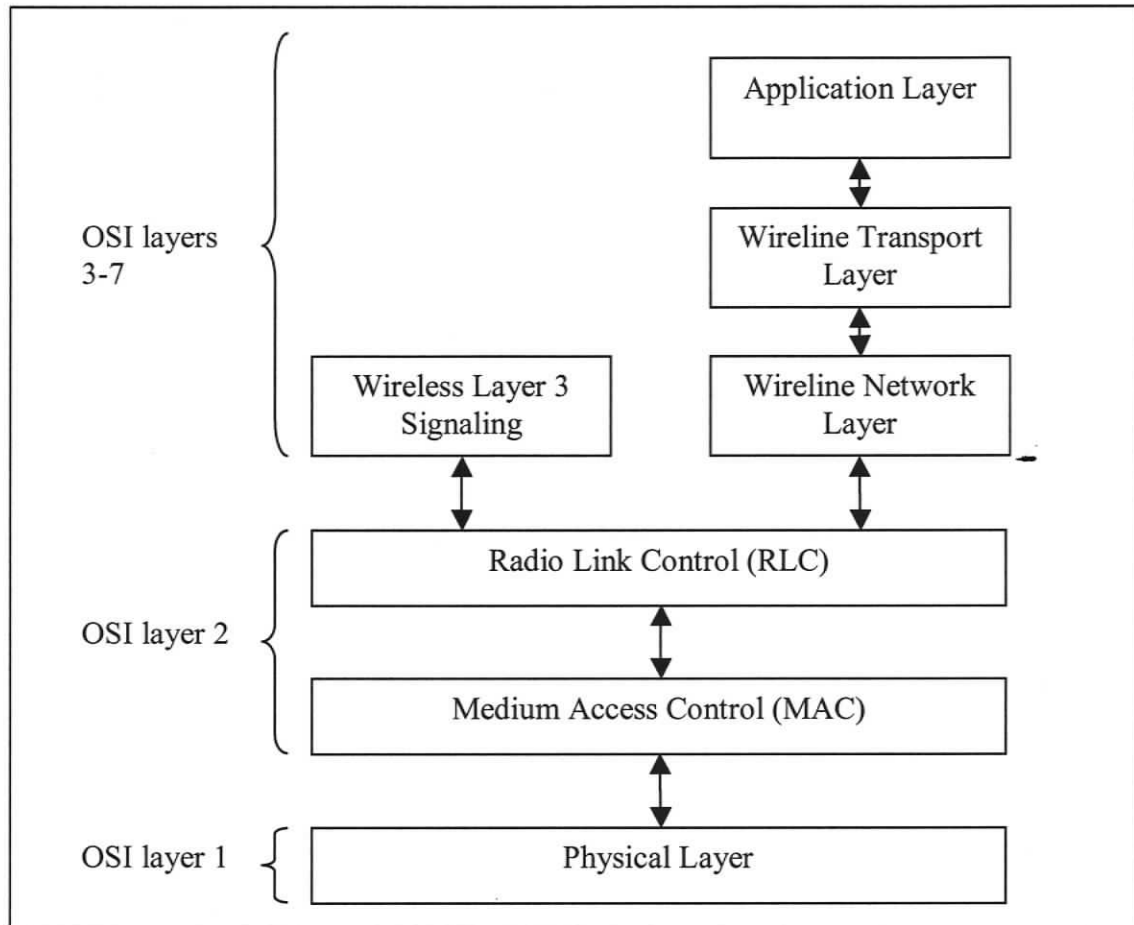 Application Layer
OSI layers
3-7
Wireline Transport
Layer
Wireless Layer 3
Signaling
Wireline Network
Layer
Radio Link Control (RLC)
OSI layer 2
Medium Access Control (MAC)
OSI layer 1
Physical Layer